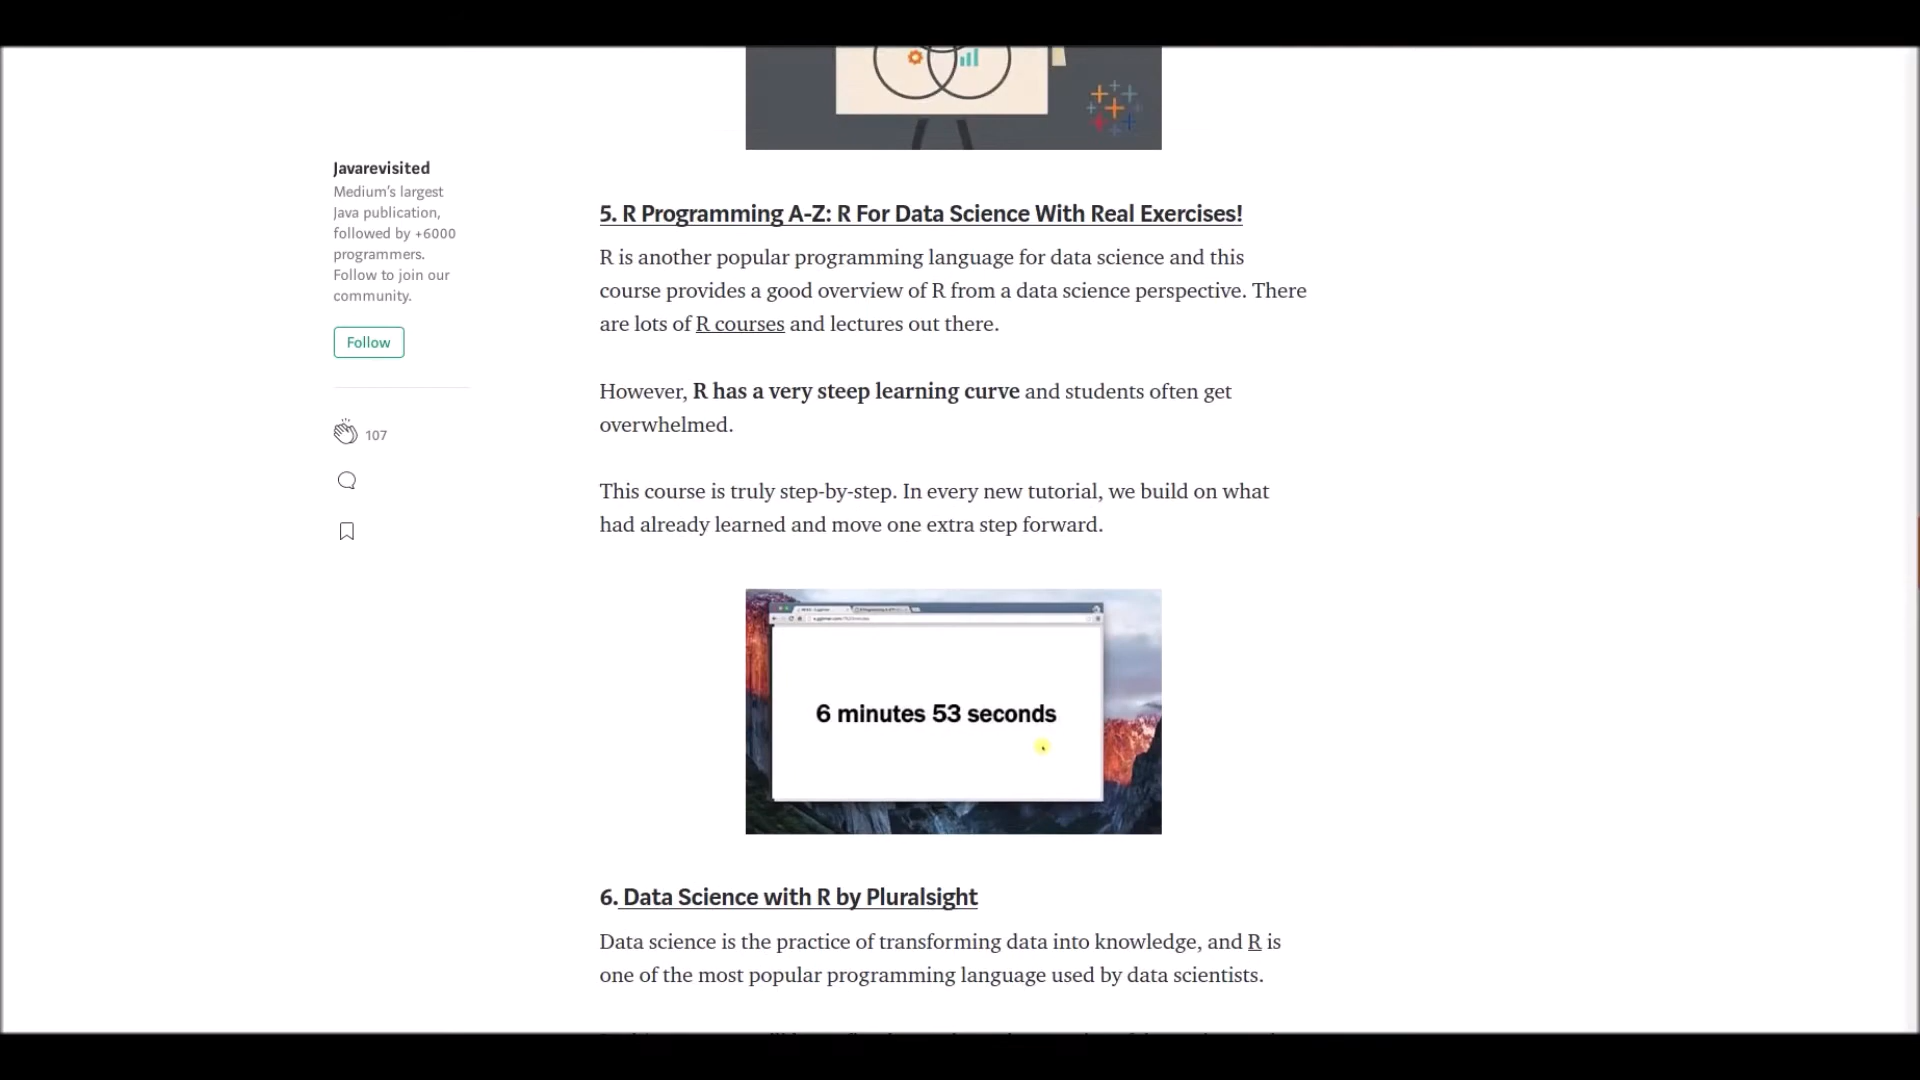 Javarevisited
Medium's largest
Java publication,
followed by +6000
programmers.
Follow to join our
community.
Follow
107
5. R Programming A-Z: R For Data Science With Real Exercises!
R is another popular programming language for data science and this
course provides a good overview of R from a data science perspective. There
are lots of R courses and lectures out there.
However, R has a very steep learning curve and students often get
overwhelmed.
This course is truly step-by-step. In every new tutorial, we build on what
had already learned and move one extra step forward.
6 minutes 53 seconds
6. Data Science with R by Pluralsight
Data science is the practice of transforming data into knowledge, and R is
one of the most popular programming language used by data scientists.